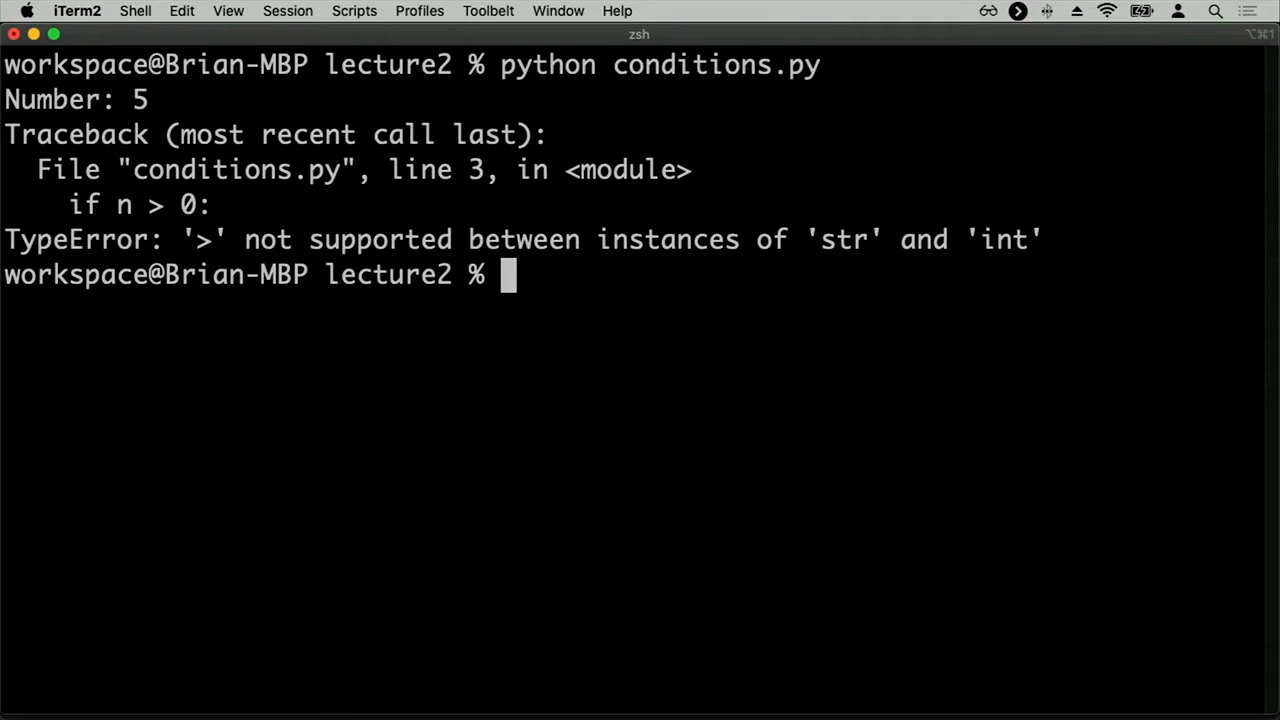 iTerm2 Shell Edit View Session Scripts Profiles Toolbelt Window Help
zsh
⌥⌘1
workspace@Brian-MBP lecture2 % python conditions.py
Number: 5
Traceback (most recent call last):
  File "conditions.py", line 3, in <module>
    if n > 0:
TypeError: '>' not supported between instances of 'str' and 'int'
workspace@Brian-MBP lecture2 %